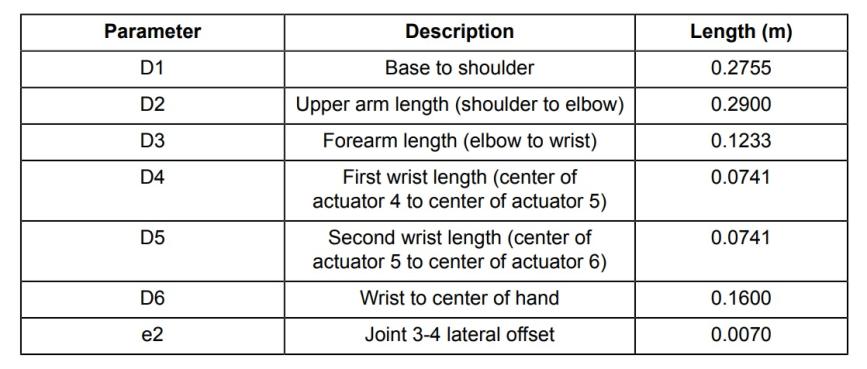 Parameter Description Length (m)
D1 Base to shoulder 0.2755
D2 Upper arm length (shoulder to elbow) 0.2900
D3 Forearm length (elbow to wrist) 0.1233
D4 First wrist length (center of 0.0741
actuator 4 to center of actuator 5)
D5 Second wrist length (center of 0.0741
actuator 5 to center of actuator 6)
D6 Wrist to center of hand 0.1600
e2 Joint 3-4 lateral offset 0.0070